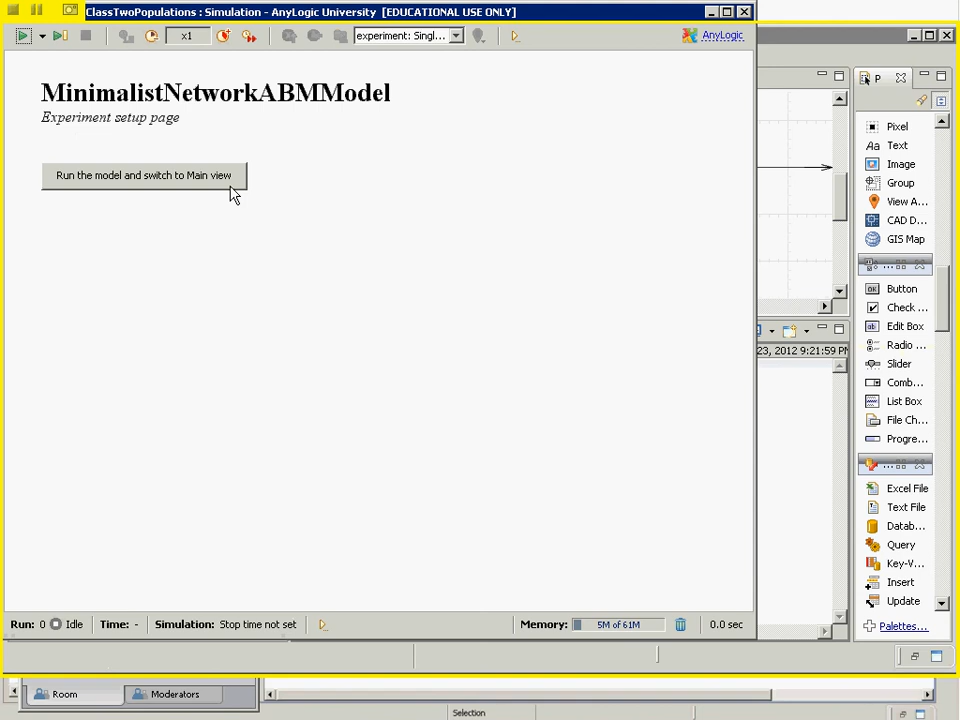 ClassTwoPopulations : Simulation - AnyLogic University [EDUCATIONAL USE ONLY]
x1
experiment: Singl...
AnyLogic
MinimalistNetworkABMModel
Experiment setup page
Run the model and switch to Main view
P
Pixel
Aa Text
Image
Group
View A...
CAD D...
GIS Map
...
OK Button
Check ...
ab Edit Box
Radio ...
Slider
Comb...
List Box
File Ch...
Progre...
...
Excel File
Text File
Datab...
Query
Key-V...
Insert
Update
Palettes...
23, 2012 9:21:59 PM
Run: 0 Idle Time: - Simulation: Stop time not set Memory: 5M of 61M 0.0 sec
Room Moderators
Selection